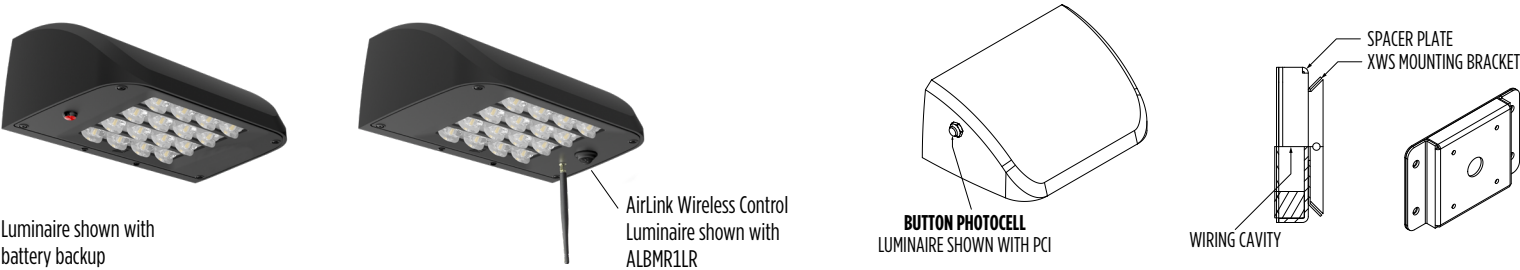 Luminaire shown with
battery backup
AirLink Wireless Control
Luminaire shown with
ALBMR1LR
BUTTON PHOTOCELL
LUMINAIRE SHOWN WITH PCI
SPACER PLATE
XWS MOUNTING BRACKET
WIRING CAVITY